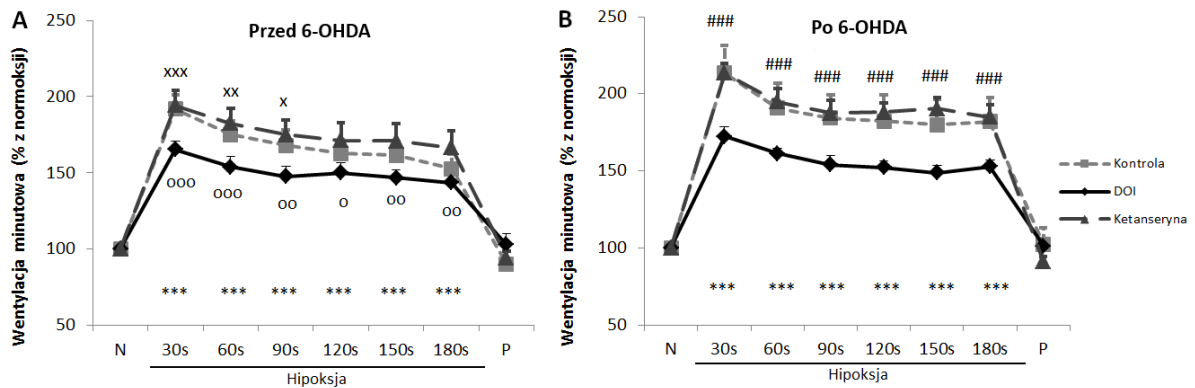 A
Przed 6-OHDA
Wentylacja minutowa (% z normoksji)
250
200
150
100
50
xxx
xx
x
ooo
ooo
oo
o
oo
oo
*** *** *** *** *** ***
N 30s 60s 90s 120s 150s 180s P
Hipoksja
B
Po 6-OHDA
Wentylacja minutowa (% z normoksji)
250
200
150
100
50
### ### ### ### ### ###
*** *** *** *** *** ***
N 30s 60s 90s 120s 150s 180s P
Hipoksja
Kontrola
DOI
Ketanseryna